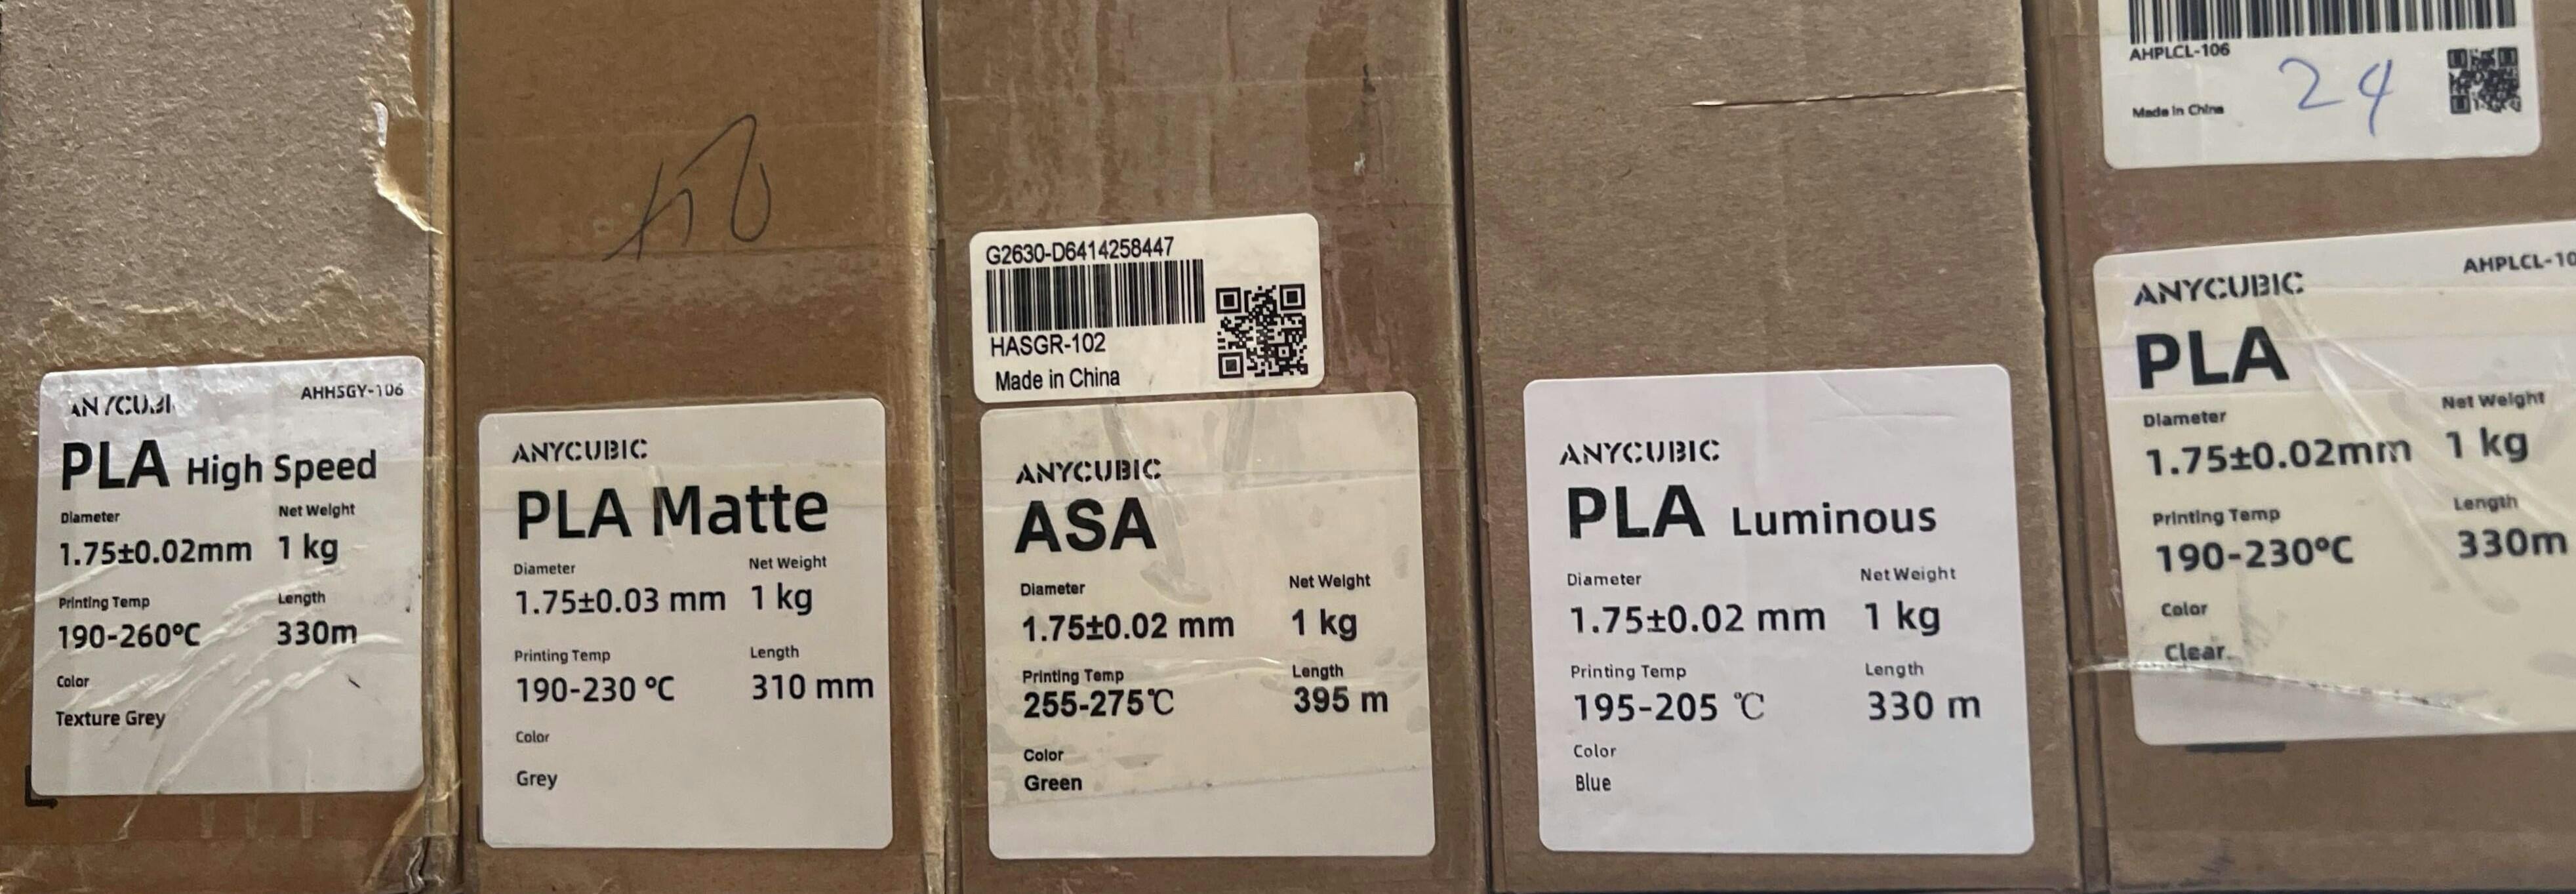 ANYCUBI
AHHSGY-106
PLA High Speed
Diameter
Net Weight
1.75±0.02mm
1 kg
Printing Temp
Length
190-260°C
330m
Color
Texture Grey
ANYCUBIC
PLA Matte
Diameter
Net Weight
1.75±0.03 mm
1 kg
Printing Temp
Length
190-230 °C
310 mm
Color
Grey
G2630-D6414258447
HASGR-102
Made in China
ANYCUBIC
ASA
Diameter
Net Weight
1.75±0.02 mm
1 kg
Printing Temp
Length
255-275℃
395 m
Color
Green
ANYCUBIC
PLA Luminous
Diameter
Net Weight
1.75±0.02 mm
1 kg
Printing Temp
Length
195-205 ℃
330 m
Color
Blue
AHPLCL-106
24
Made in China
ANYCUBIC
AHPLCL-10
PLA
Diameter
Net Weight
1.75±0.02mm
1 kg
Printing Temp
Length
190-230°C
330m
Color
Clear